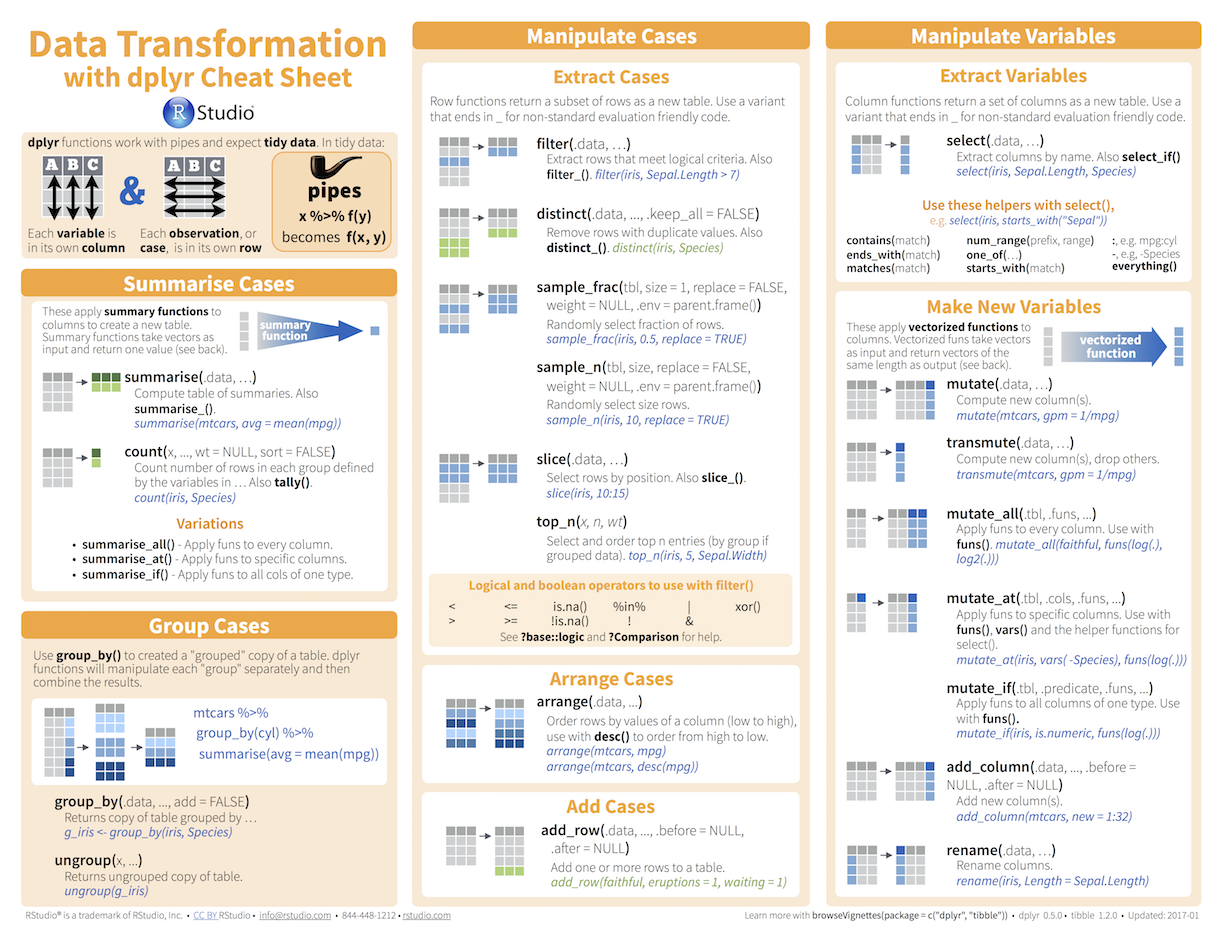 Data Transformation
with dplyr Cheat Sheet
R Studio
dplyr functions work with pipes and expect tidy data. In tidy data:
A B C
&
A B C
pipes
x %>% f(y)
becomes f(x, y)
Each variable is
in its own column
Each observation, or
case, is in its own row
Summarise Cases
These apply summary functions to
columns to create a new table.
Summary functions take vectors as
input and return one value (see back).
summary
function
summarise(.data, …)
Compute table of summaries. Also
summarise_().
summarise(mtcars, avg = mean(mpg))
count(x, ..., wt = NULL, sort = FALSE)
Count number of rows in each group defined
by the variables in … Also tally().
count(iris, Species)
Variations
• summarise_all() - Apply funs to every column.
• summarise_at() - Apply funs to specific columns.
• summarise_if() - Apply funs to all cols of one type.
Group Cases
Use group_by() to created a "grouped" copy of a table. dplyr
functions will manipulate each "group" separately and then
combine the results.
mtcars %>%
group_by(cyl) %>%
summarise(avg = mean(mpg))
group_by(.data, ..., add = FALSE)
Returns copy of table grouped by …
g_iris <- group_by(iris, Species)
ungroup(x, ...)
Returns ungrouped copy of table.
ungroup(g_iris)
Manipulate Cases
Extract Cases
Row functions return a subset of rows as a new table. Use a variant
that ends in _ for non-standard evaluation friendly code.
filter(.data, …)
Extract rows that meet logical criteria. Also
filter_(). filter(iris, Sepal.Length > 7)
distinct(.data, ..., .keep_all = FALSE)
Remove rows with duplicate values. Also
distinct_(). distinct(iris, Species)
sample_frac(tbl, size = 1, replace = FALSE,
weight = NULL, .env = parent.frame())
Randomly select fraction of rows.
sample_frac(iris, 0.5, replace = TRUE)
sample_n(tbl, size, replace = FALSE,
weight = NULL, .env = parent.frame())
Randomly select size rows.
sample_n(iris, 10, replace = TRUE)
slice(.data, …)
Select rows by position. Also slice_().
slice(iris, 10:15)
top_n(x, n, wt)
Select and order top n entries (by group if
grouped data). top_n(iris, 5, Sepal.Width)
Logical and boolean operators to use with filter()
< <= is.na() %in% | xor()
> >= !is.na() ! &
See ?base::logic and ?Comparison for help.
Arrange Cases
arrange(.data, ...)
Order rows by values of a column (low to high),
use with desc() to order from high to low.
arrange(mtcars, mpg)
arrange(mtcars, desc(mpg))
Add Cases
add_row(.data, ..., .before = NULL,
.after = NULL)
Add one or more rows to a table.
add_row(faithful, eruptions = 1, waiting = 1)
Manipulate Variables
Extract Variables
Column functions return a set of columns as a new table. Use a
variant that ends in _ for non-standard evaluation friendly code.
select(.data, …)
Extract columns by name. Also select_if()
select(iris, Sepal.Length, Species)
Use these helpers with select(),
e.g. select(iris, starts_with("Sepal"))
contains(match) num_range(prefix, range) :, e.g. mpg:cyl
ends_with(match) one_of(…) -, e.g, -Species
matches(match) starts_with(match) everything()
Make New Variables
These apply vectorized functions to
columns. Vectorized funs take vectors
as input and return vectors of the
same length as output (see back).
vectorized
function
mutate(.data, …)
Compute new column(s).
mutate(mtcars, gpm = 1/mpg)
transmute(.data, …)
Compute new column(s), drop others.
transmute(mtcars, gpm = 1/mpg)
mutate_all(.tbl, .funs, ...)
Apply funs to every column. Use with
funs(). mutate_all(faithful, funs(log(.),
log2(.)))
mutate_at(.tbl, .cols, .funs, ...)
Apply funs to specific columns. Use with
funs(), vars() and the helper functions for
select().
mutate_at(iris, vars( -Species), funs(log(.)))
mutate_if(.tbl, .predicate, .funs, ...)
Apply funs to all columns of one type. Use
with funs().
mutate_if(iris, is.numeric, funs(log(.)))
add_column(.data, ..., .before =
NULL, .after = NULL)
Add new column(s).
add_column(mtcars, new = 1:32)
rename(.data, …)
Rename columns.
rename(iris, Length = Sepal.Length)
RStudio® is a trademark of RStudio, Inc. • CC BY RStudio • info@rstudio.com • 844-448-1212 • rstudio.com
Learn more with browseVignettes(package = c("dplyr", "tibble")) • dplyr 0.5.0 • tibble 1.2.0 • Updated: 2017-01